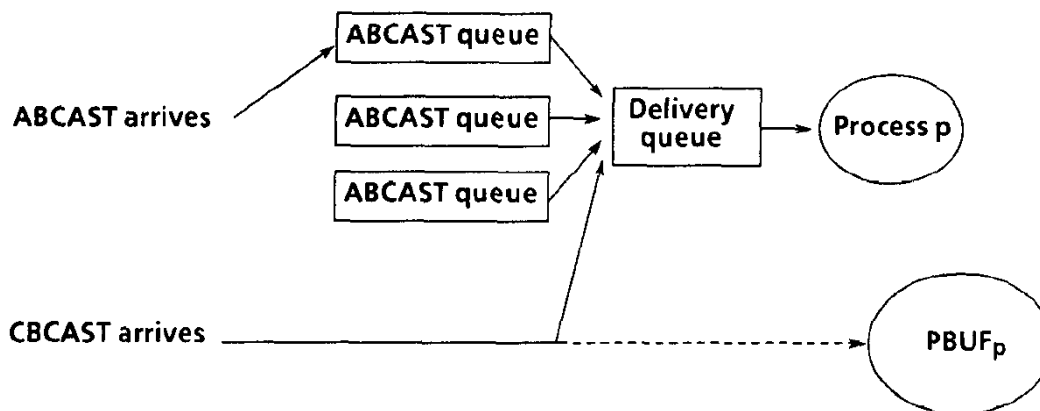 ABCAST queue
ABCAST arrives
ABCAST queue
Delivery
queue
Process p
ABCAST queue
CBCAST arrives
PBUFp